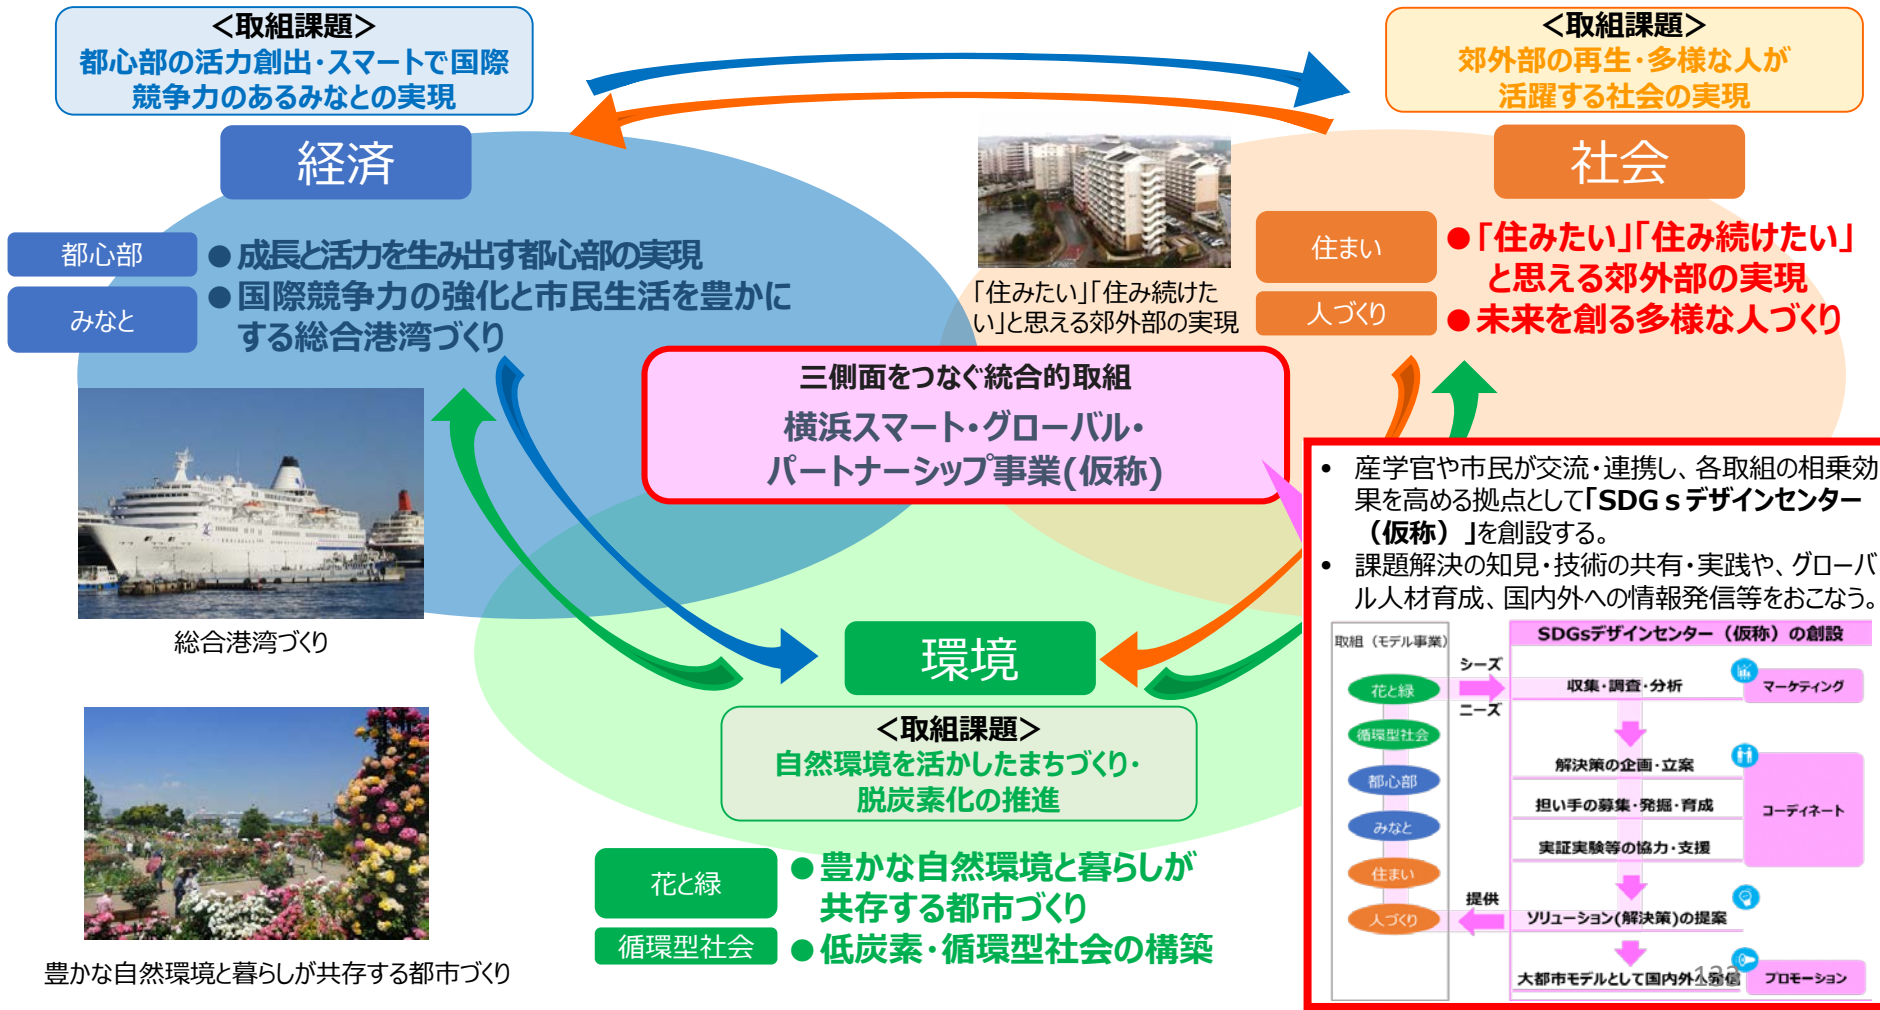 <取組課題>
都心部の活力創出・スマートで国際
競争力のあるみなとの実現
<取組課題>
郊外部の再生・多様な人が
活躍する社会の実現
経済
社会
都心部
●成長と活力を生み出す都心部の実現
みなと
●国際競争力の強化と市民生活を豊かに
する総合港湾づくり
「住みたい」「住み続けた
い」と思える郊外部の実現
住まい
●「住みたい」「住み続けたい」
と思える郊外部の実現
人づくり
●未来を創る多様な人づくり
三側面をつなぐ統合的取組
横浜スマート・グローバル・
パートナーシップ事業(仮称)
総合港湾づくり
豊かな自然環境と暮らしが共存する都市づくり
環境
<取組課題>
自然環境を活かしたまちづくり・
脱炭素化の推進
花と緑
●豊かな自然環境と暮らしが
共存する都市づくり
循環型社会
●低炭素・循環型社会の構築
• 産学官や市民が交流・連携し、各取組の相乗効
果を高める拠点として「SDGsデザインセンター
（仮称）」を創設する。
• 課題解決の知見・技術の共有・実践や、グローバ
ル人材育成、国内外への情報発信等をおこなう。
取組（モデル事業）
SDGsデザインセンター（仮称）の創設
シーズ
ニーズ
花と緑
循環型社会
都心部
みなと
住まい
人づくり
提供
収集・調査・分析
マーケティング
解決策の企画・立案
担い手の募集・発掘・育成
実証実験等の協力・支援
コーディネート
ソリューション(解決策)の提案
大都市モデルとして国内外へ発信
プロモーション